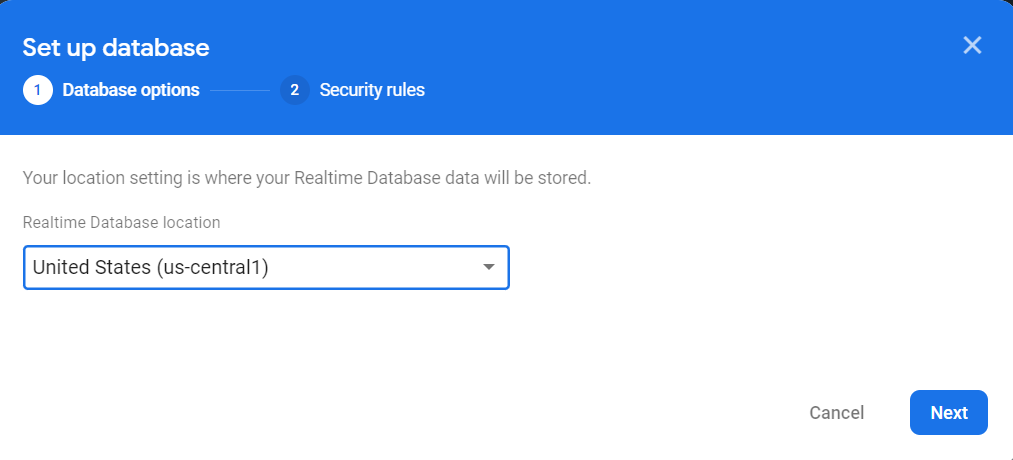 Set up database
1 Database options 2 Security rules
Your location setting is where your Realtime Database data will be stored.
Realtime Database location
United States (us-central1)
Cancel Next